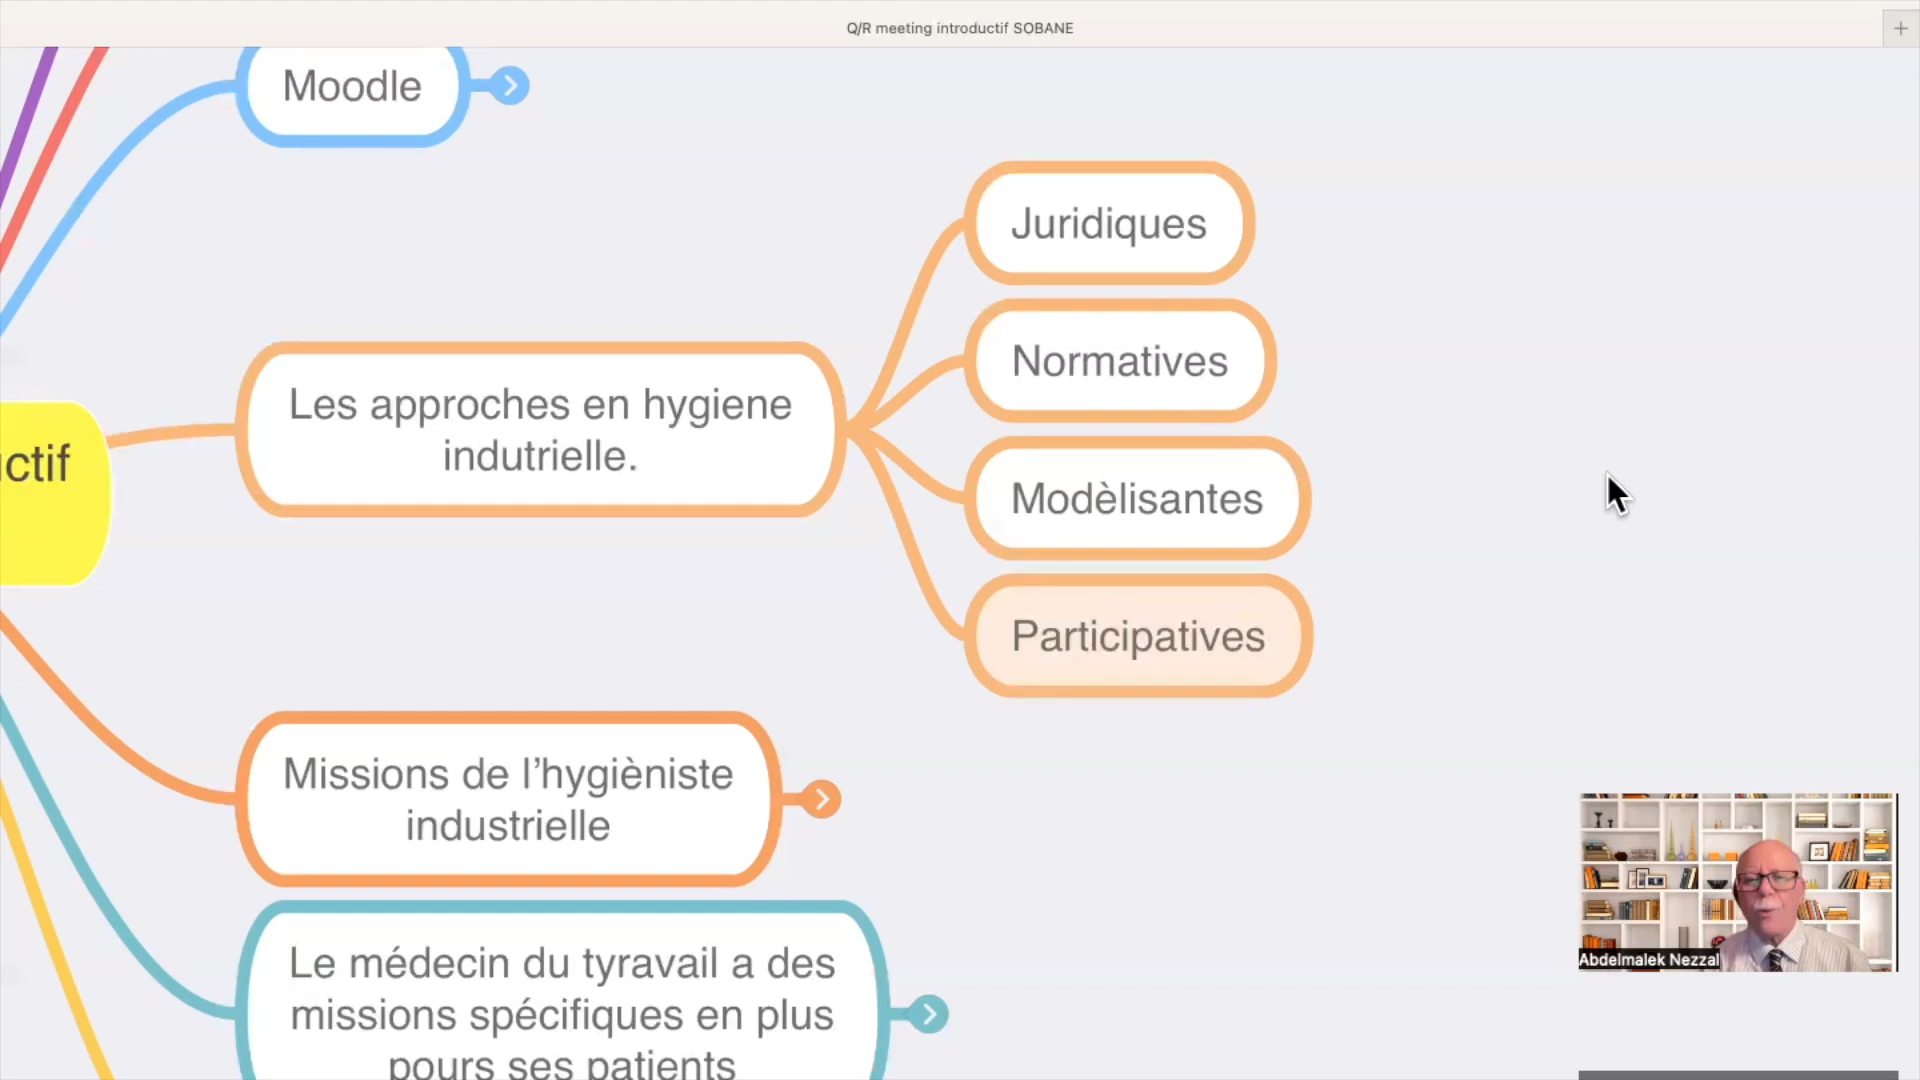 Q/R meeting introductif SOBANE
Moodle
Juridiques
Normatives
Les approches en hygiene
indutrielle.
Modèlisantes
Participatives
ctif
Missions de l’hygièniste
industrielle
Le médecin du tyravail a des
missions spécifiques en plus
pours ses patients
Abdelmalek Nezzal